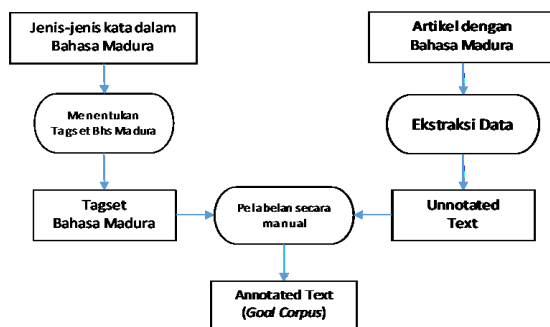 Jenis-jenis kata dalam
Bahasa Madura
Artikel dengan
Bahasa Madura
Menentukan
Tagset Bhs Madura
Ekstraksi Data
Tagset
Bahasa Madura
Pelabelan secara
manual
Unnotated
Text
Annotated Text
(Goal Corpus)